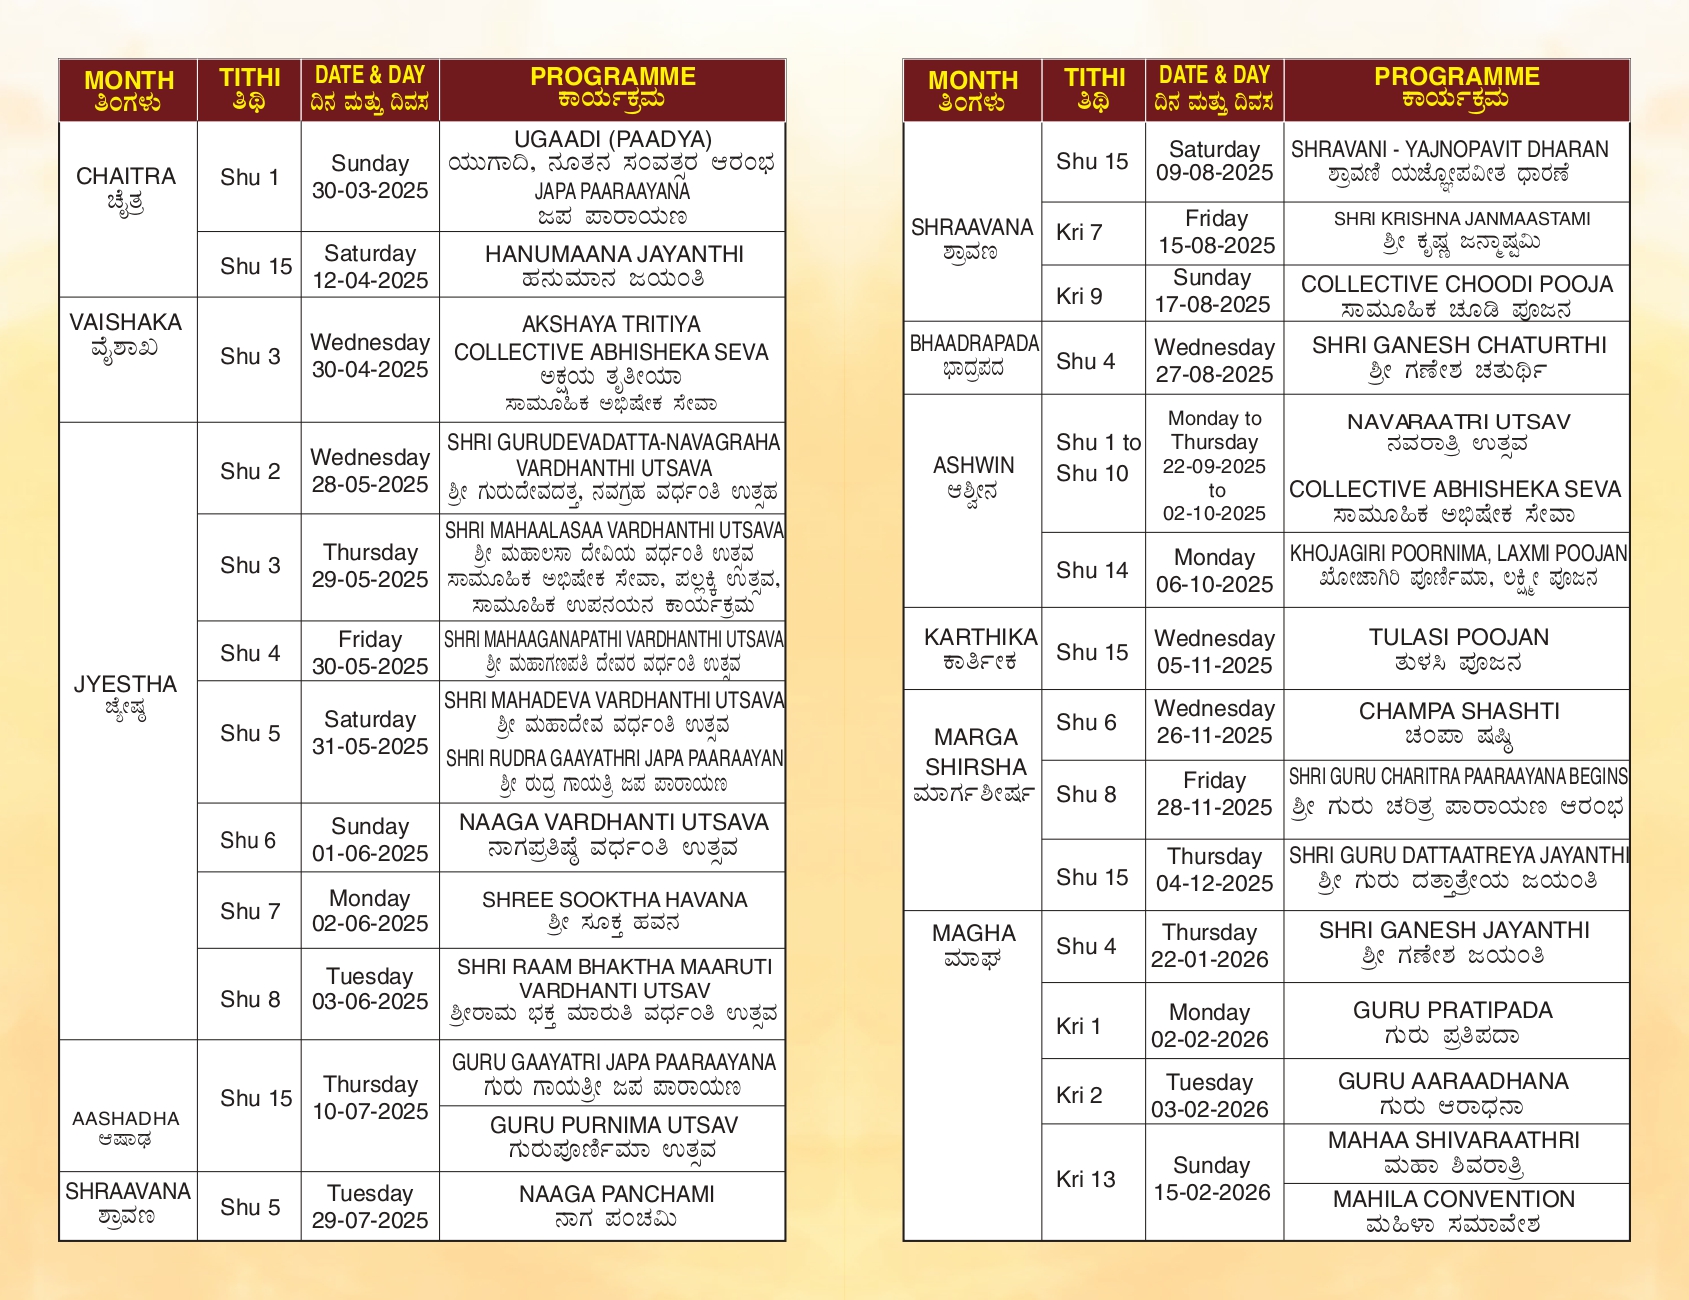 MONTH
ತಿಂಗಳು
TITHI
ತಿಥಿ
DATE & DAY
ದಿನ ಮತ್ತು ದಿವಸ
PROGRAMME
ಕಾರ್ಯಕ್ರಮ
CHAITRA
ಚೈತ್ರ
Shu 1
Sunday
30-03-2025
UGAADI (PAADYA)
ಯುಗಾದಿ, ನೂತನ ಸಂವತ್ಸರ ಆರಂಭ
JAPA PAARAAYANA
ಜಪ ಪಾರಾಯಣ
Shu 15
Saturday
12-04-2025
HANUMAANA JAYANTHI
ಹನುಮಾನ ಜಯಂತಿ
VAISHAKA
ವೈಶಾಖ
Shu 3
Wednesday
30-04-2025
AKSHAYA TRITIYA
COLLECTIVE ABHISHEKA SEVA
ಅಕ್ಷಯ ತೃತೀಯಾ
ಸಾಮೂಹಿಕ ಅಭಿಷೇಕ ಸೇವಾ
JYESTHA
ಜ್ಯೇಷ್ಠ
Shu 2
Wednesday
28-05-2025
SHRI GURUDEVADATTA-NAVAGRAHA
VARDHANTHI UTSAVA
ಶ್ರೀ ಗುರುದೇವದತ್ತ, ನವಗ್ರಹ ವರ್ಧಂತಿ ಉತ್ಸಹ
Shu 3
Thursday
29-05-2025
SHRI MAHAALASAA VARDHANTHI UTSAVA
ಶ್ರೀ ಮಹಾಲಸಾ ದೇವಿಯ ವರ್ಧಂತಿ ಉತ್ಸವ
ಸಾಮೂಹಿಕ ಅಭಿಷೇಕ ಸೇವಾ, ಪಲ್ಲಕ್ಕಿ ಉತ್ಸವ,
ಸಾಮೂಹಿಕ ಉಪನಯನ ಕಾರ್ಯಕ್ರಮ
Shu 4
Friday
30-05-2025
SHRI MAHAAGANAPATHI VARDHANTHI UTSAVA
ಶ್ರೀ ಮಹಾಗಣಪತಿ ದೇವರ ವರ್ಧಂತಿ ಉತ್ಸವ
Shu 5
Saturday
31-05-2025
SHRI MAHADEVA VARDHANTHI UTSAVA
ಶ್ರೀ ಮಹಾದೇವ ವರ್ಧಂತಿ ಉತ್ಸವ
SHRI RUDRA GAAYATHRI JAPA PAARAAYAN
ಶ್ರೀ ರುದ್ರ ಗಾಯತ್ರಿ ಜಪ ಪಾರಾಯಣ
Shu 6
Sunday
01-06-2025
NAAGA VARDHANTI UTSAVA
ನಾಗಪ್ರತಿಷ್ಠೆ ವರ್ಧಂತಿ ಉತ್ಸವ
Shu 7
Monday
02-06-2025
SHREE SOOKTHA HAVANA
ಶ್ರೀ ಸೂಕ್ತ ಹವನ
Shu 8
Tuesday
03-06-2025
SHRI RAAM BHAKTHA MAARUTI
VARDHANTI UTSAV
ಶ್ರೀರಾಮ ಭಕ್ತ ಮಾರುತಿ ವರ್ಧಂತಿ ಉತ್ಸವ
AASHADHA
ಆಷಾಢ
Shu 15
Thursday
10-07-2025
GURU GAAYATRI JAPA PAARAAYANA
ಗುರು ಗಾಯತ್ರೀ ಜಪ ಪಾರಾಯಣ
GURU PURNIMA UTSAV
ಗುರುಪೂರ್ಣಿಮಾ ಉತ್ಸವ
SHRAAVANA
ಶ್ರಾವಣ
Shu 5
Tuesday
29-07-2025
NAAGA PANCHAMI
ನಾಗ ಪಂಚಮಿ
MONTH
ತಿಂಗಳು
TITHI
ತಿಥಿ
DATE & DAY
ದಿನ ಮತ್ತು ದಿವಸ
PROGRAMME
ಕಾರ್ಯಕ್ರಮ
SHRAAVANA
ಶ್ರಾವಣ
Shu 15
Saturday
09-08-2025
SHRAVANI - YAJNOPAVIT DHARAN
ಶ್ರಾವಣಿ ಯಜ್ಞೋಪವೀತ ಧಾರಣೆ
Kri 7
Friday
15-08-2025
SHRI KRISHNA JANMAASTAMI
ಶ್ರೀ ಕೃಷ್ಣ ಜನ್ಮಾಷ್ಟಮಿ
Kri 9
Sunday
17-08-2025
COLLECTIVE CHOODI POOJA
ಸಾಮೂಹಿಕ ಚೂಡಿ ಪೂಜನ
BHAADRAPADA
ಭಾದ್ರಪದ
Shu 4
Wednesday
27-08-2025
SHRI GANESH CHATURTHI
ಶ್ರೀ ಗಣೇಶ ಚತುರ್ಥಿ
ASHWIN
ಆಶ್ವೀನ
Shu 1 to
Shu 10
Monday to
Thursday
22-09-2025
to
02-10-2025
NAVARAATRI UTSAV
ನವರಾತ್ರಿ ಉತ್ಸವ
COLLECTIVE ABHISHEKA SEVA
ಸಾಮೂಹಿಕ ಅಭಿಷೇಕ ಸೇವಾ
Shu 14
Monday
06-10-2025
KHOJAGIRI POORNIMA, LAXMI POOJAN
ಖೋಜಾಗಿರಿ ಪೂರ್ಣಿಮಾ, ಲಕ್ಷ್ಮೀ ಪೂಜನ
KARTHIKA
ಕಾರ್ತೀಕ
Shu 15
Wednesday
05-11-2025
TULASI POOJAN
ತುಳಸಿ ಪೂಜನ
MARGA
SHIRSHA
ಮಾರ್ಗಶೀರ್ಷ
Shu 6
Wednesday
26-11-2025
CHAMPA SHASHTI
ಚಂಪಾ ಷಷ್ಠಿ
Shu 8
Friday
28-11-2025
SHRI GURU CHARITRA PAARAAYANA BEGINS
ಶ್ರೀ ಗುರು ಚರಿತ್ರ ಪಾರಾಯಣ ಆರಂಭ
Shu 15
Thursday
04-12-2025
SHRI GURU DATTAATREYA JAYANTHI
ಶ್ರೀ ಗುರು ದತ್ತಾತ್ರೇಯ ಜಯಂತಿ
MAGHA
ಮಾಘ
Shu 4
Thursday
22-01-2026
SHRI GANESH JAYANTHI
ಶ್ರೀ ಗಣೇಶ ಜಯಂತಿ
Kri 1
Monday
02-02-2026
GURU PRATIPADA
ಗುರು ಪ್ರತಿಪದಾ
Kri 2
Tuesday
03-02-2026
GURU AARAADHANA
ಗುರು ಆರಾಧನಾ
Kri 13
Sunday
15-02-2026
MAHAA SHIVARAATHRI
ಮಹಾ ಶಿವರಾತ್ರಿ
MAHILA CONVENTION
ಮಹಿಳಾ ಸಮಾವೇಶ